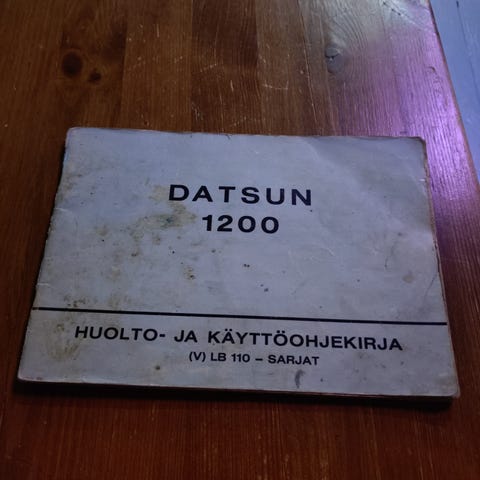 DATSUN
1200
HUOLTO- JA KÄYTTÖOHJEKIRJA
(V) LB 110 – SARJAT